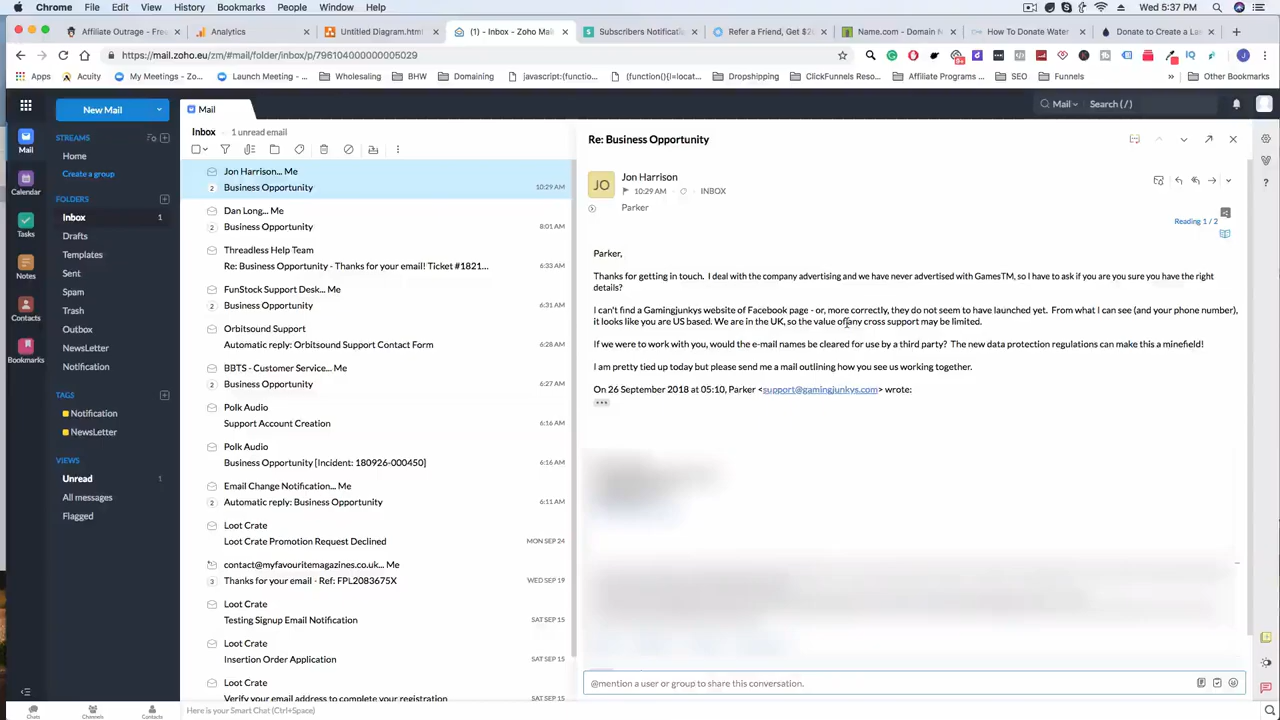 Chrome File Edit View History Bookmarks People Window Help Wed 5:37 PM
Affiliate Outrage - Fre Analytics Untitled Diagram.html (1) - Inbox - Zoho Mail Subscribers Notificati Refer a Friend, Get $2 Name.com - Domain N How To Donate Water Donate to Create a La
https://mail.zoho.eu/zm/#mail/folder/inbox/p/796104000000005029
Apps Acuity My Meetings - Zo... Launch Meeting -... Wholesaling BHW Domaining javascript:(functio... (function(){l=locat... Dropshipping ClickFunnels Reso... Affiliate Programs ... SEO Funnels » Other Bookmarks
New Mail
Mail
Mail Search ( / )
STREAMS
Home
Create a group
FOLDERS
Inbox 1
Drafts
Templates
Sent
Spam
Trash
Outbox
NewsLetter
Notification
TAGS
Notification
NewsLetter
VIEWS
Unread 1
All messages
Flagged
Mail
Calendar
Tasks
Notes
Contacts
Inbox 1 unread email
Jon Harrison... Me
2 Business Opportunity 10:29 AM
Dan Long... Me
2 Business Opportunity 8:01 AM
Threadless Help Team
Re: Business Opportunity - Thanks for your email! Ticket #1821... 6:33 AM
FunStock Support Desk... Me
2 Business Opportunity 6:31 AM
Orbitsound Support
Automatic reply: Orbitsound Support Contact Form 6:28 AM
BBTS - Customer Service... Me
2 Business Opportunity 6:27 AM
Polk Audio
Support Account Creation 6:16 AM
Polk Audio
Business Opportunity [Incident: 180926-000450] 6:16 AM
Email Change Notification... Me
2 Automatic reply: Business Opportunity 6:11 AM
Loot Crate
Loot Crate Promotion Request Declined MON SEP 24
contact@myfavouritemagazines.co.uk... Me
3 Thanks for your email - Ref: FPL2083675X WED SEP 19
Loot Crate
Testing Signup Email Notification SAT SEP 15
Loot Crate
Insertion Order Application SAT SEP 15
Loot Crate
Verify your email address to complete your registration SAT SEP 15
Re: Business Opportunity
JO
Jon Harrison
10:29 AM INBOX
Parker
Reading 1 / 2
Parker,
Thanks for getting in touch. I deal with the company advertising and we have never advertised with GamesTM, so I have to ask if you are you sure you have the right
details?
I can't find a Gamingjunkys website of Facebook page - or, more correctly, they do not seem to have launched yet. From what I can see (and your phone number),
it looks like you are US based. We are in the UK, so the value of any cross support may be limited.
If we were to work with you, would the e-mail names be cleared for use by a third party? The new data protection regulations can make this a minefield!
I am pretty tied up today but please send me a mail outlining how you see us working together.
On 26 September 2018 at 05:10, Parker <support@gamingjunkys.com> wrote:
@mention a user or group to share this conversation.
Chats Channels Contacts
Here is your Smart Chat (Ctrl+Space)